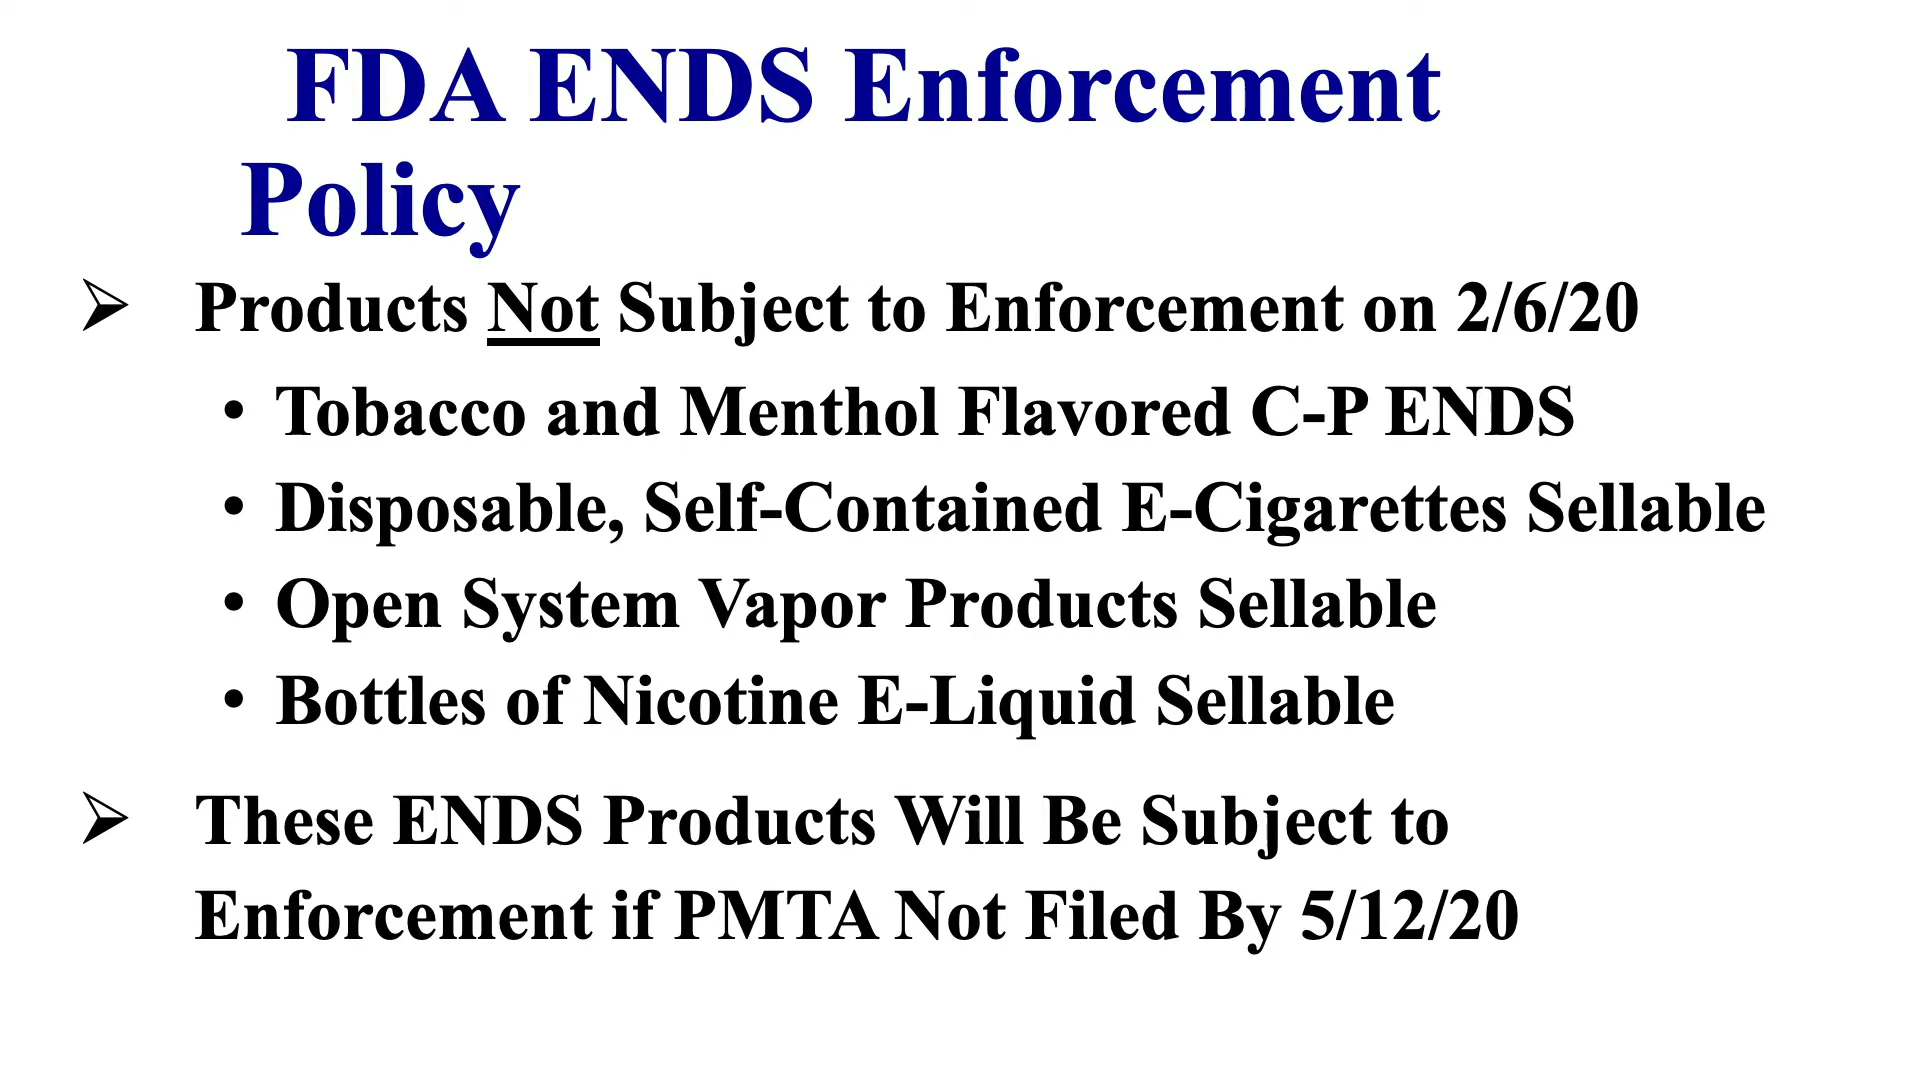 FDA ENDS Enforcement
Policy
➢ Products Not Subject to Enforcement on 2/6/20
• Tobacco and Menthol Flavored C-P ENDS
• Disposable, Self-Contained E-Cigarettes Sellable
• Open System Vapor Products Sellable
• Bottles of Nicotine E-Liquid Sellable
➢ These ENDS Products Will Be Subject to
Enforcement if PMTA Not Filed By 5/12/20